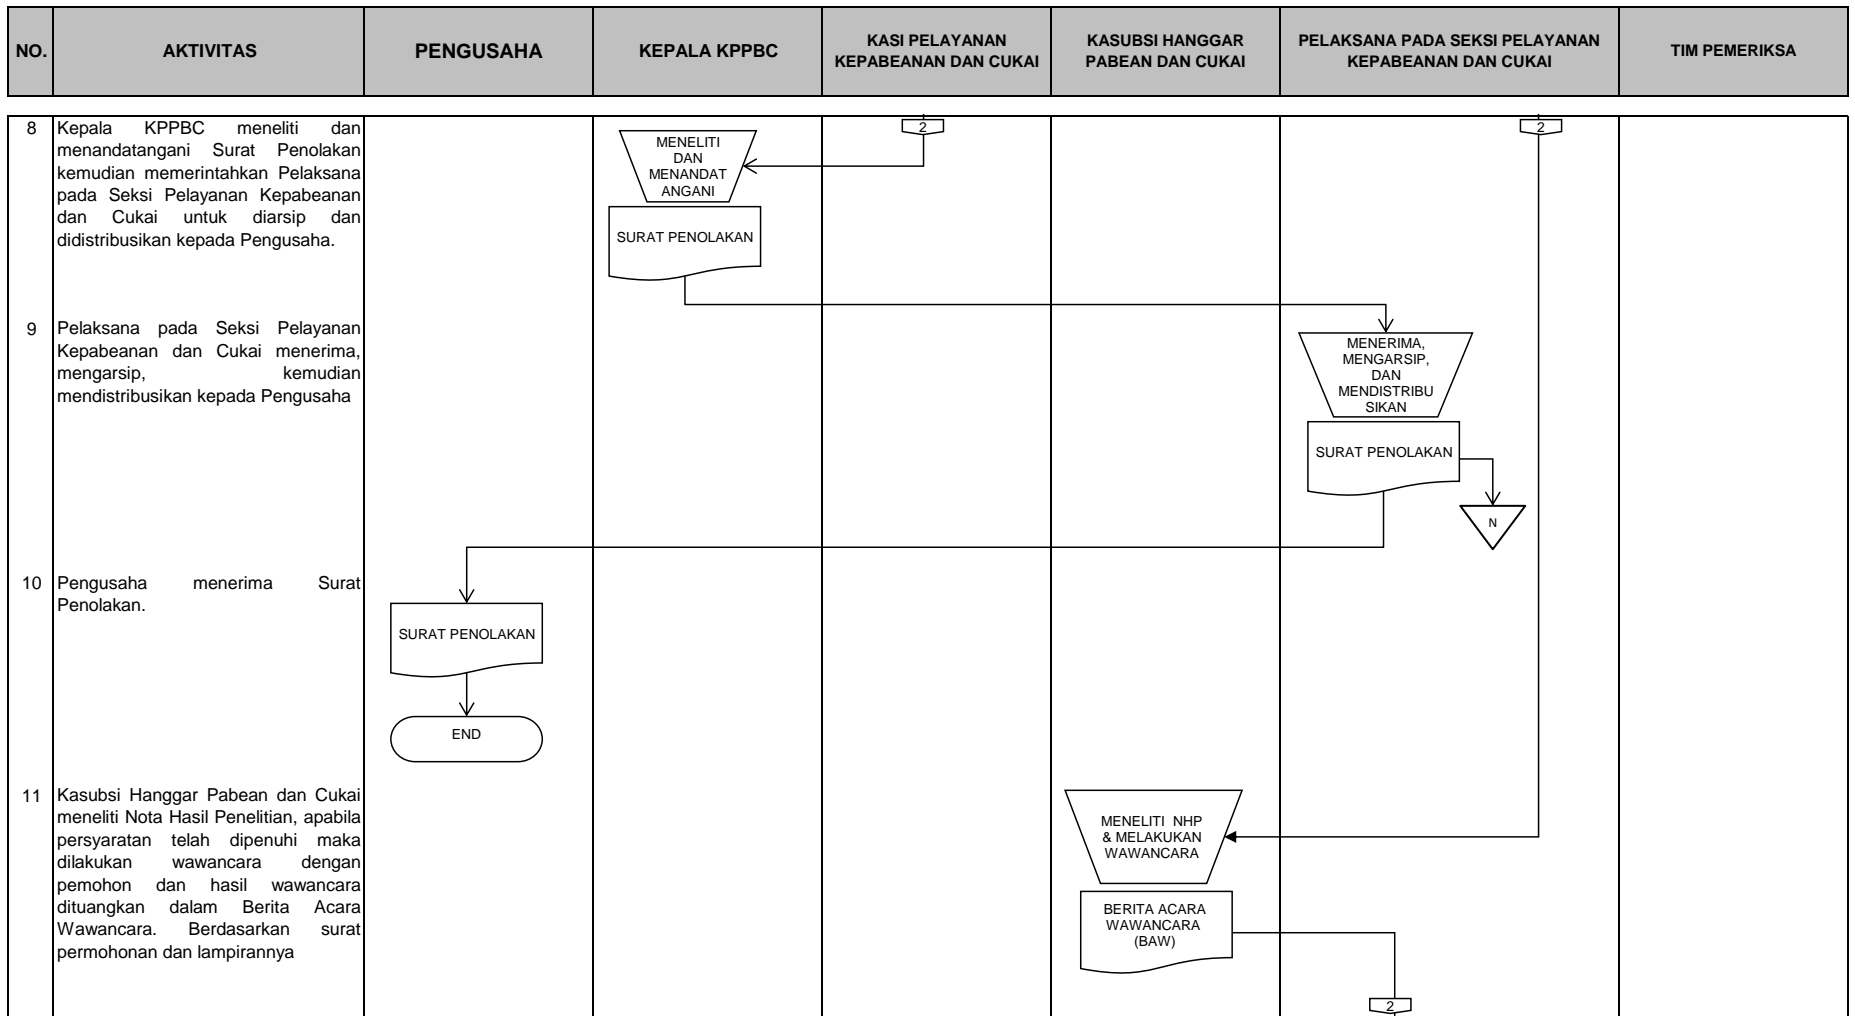 NO.
AKTIVITAS
PENGUSAHA
KEPALA KPPBC
KASI PELAYANAN
KEPABEANAN DAN CUKAI
KASUBSI HANGGAR
PABEAN DAN CUKAI
PELAKSANA PADA SEKSI PELAYANAN
KEPABEANAN DAN CUKAI
TIM PEMERIKSA
8
Kepala KPPBC meneliti dan
menandatangani Surat Penolakan
kemudian memerintahkan Pelaksana
pada Seksi Pelayanan Kepabeanan
dan Cukai untuk diarsip dan
didistribusikan kepada Pengusaha.
MENELITI
DAN
MENANDAT
ANGANI
SURAT PENOLAKAN
2
2
9
Pelaksana pada Seksi Pelayanan
Kepabeanan dan Cukai menerima,
mengarsip, kemudian
mendistribusikan kepada Pengusaha
MENERIMA,
MENGARSIP,
DAN
MENDISTRIBU
SIKAN
SURAT PENOLAKAN
N
10
Pengusaha menerima Surat
Penolakan.
SURAT PENOLAKAN
END
11
Kasubsi Hanggar Pabean dan Cukai
meneliti Nota Hasil Penelitian, apabila
persyaratan telah dipenuhi maka
dilakukan wawancara dengan
pemohon dan hasil wawancara
dituangkan dalam Berita Acara
Wawancara. Berdasarkan surat
permohonan dan lampirannya
MENELITI NHP
& MELAKUKAN
WAWANCARA
BERITA ACARA
WAWANCARA
(BAW)
2